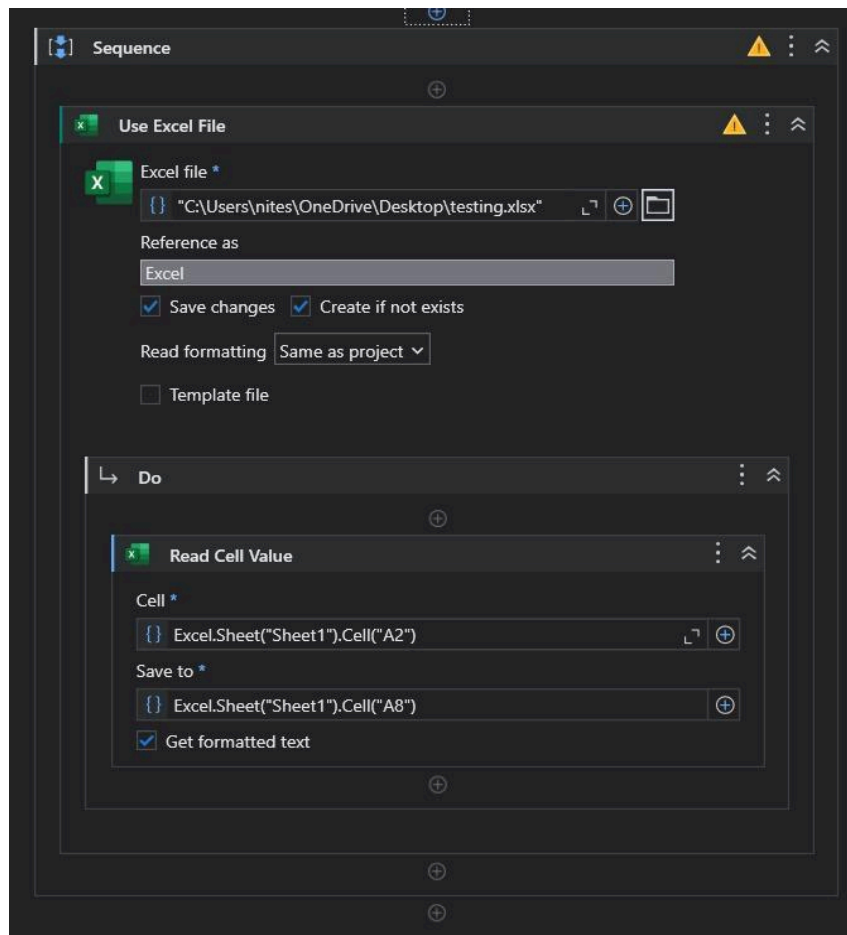 Sequence
Use Excel File
Excel file *
"C:\Users\nites\OneDrive\Desktop\testing.xlsx"
Reference as
Excel
Save changes Create if not exists
Read formatting Same as project
Template file
Do
Read Cell Value
Cell *
Excel.Sheet("Sheet1").Cell("A2")
Save to *
Excel.Sheet("Sheet1").Cell("A8")
Get formatted text